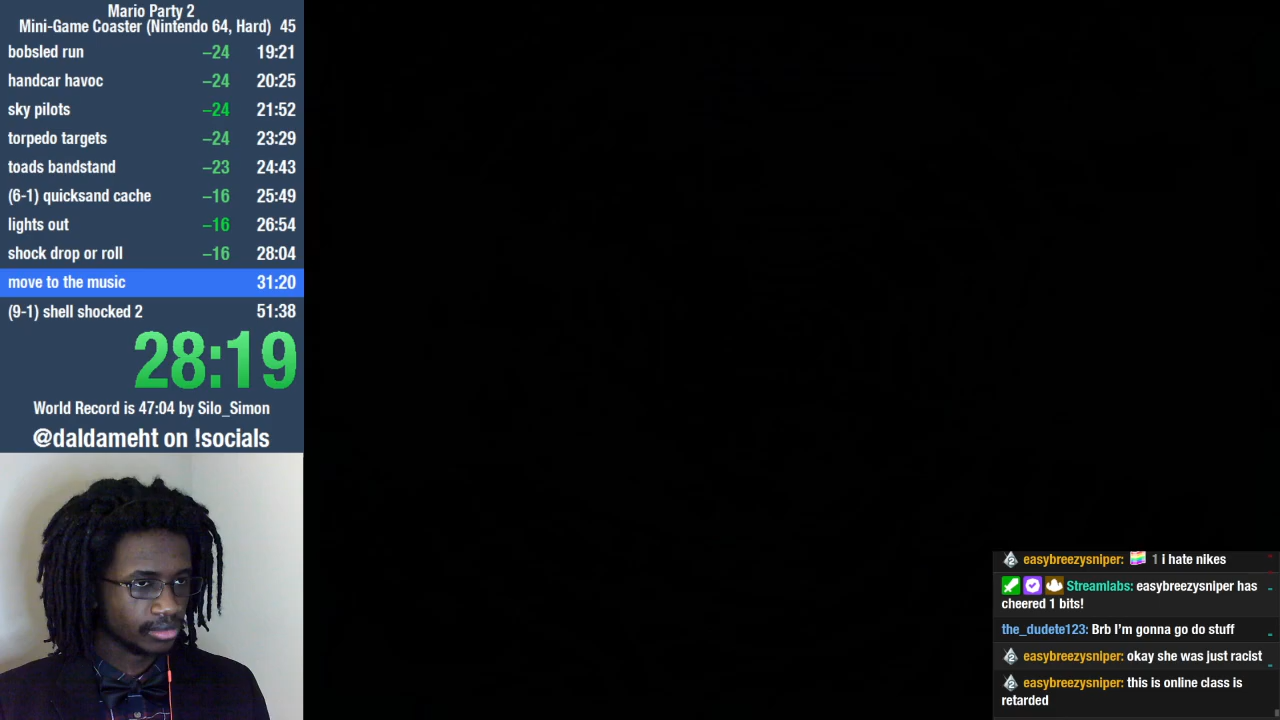 Mario Party 2
Mini-Game Coaster (Nintendo 64, Hard) 45
bobsled run –24 19:21
handcar havoc –24 20:25
sky pilots –24 21:52
torpedo targets –24 23:29
toads bandstand –23 24:43
(6-1) quicksand cache –16 25:49
lights out –16 26:54
shock drop or roll –16 28:04
move to the music 31:20
(9-1) shell shocked 2 51:38
28:19
World Record is 47:04 by Silo_Simon
@daldameht on !socials
easybreezysniper: 1 i hate nikes
Streamlabs: easybreezysniper has
cheered 1 bits!
the_dudete123: Brb I'm gonna go do stuff
easybreezysniper: okay she was just racist
easybreezysniper: this is online class is
retarded